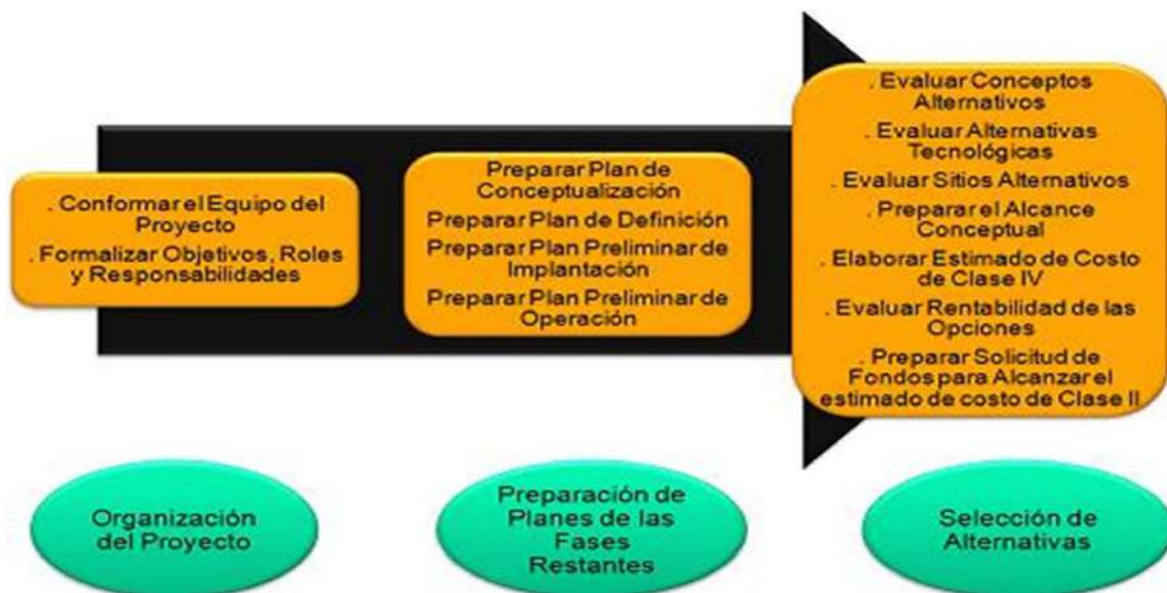 . Conformar el Equipo del
Proyecto
. Formalizar Objetivos, Roles
y Responsabilidades
Preparar Plan de
Conceptualización
Preparar Plan de Definición
Preparar Plan Preliminar de
Implantación
Preparar Plan Preliminar de
Operación
. Evaluar Conceptos
Alternativos
. Evaluar Alternativas
Tecnológicas
. Evaluar Sitios Alternativos
. Preparar el Alcance
Conceptual
. Elaborar Estimado de Costo
de Clase IV
. Evaluar Rentabilidad de las
Opciones
. Preparar Solicitud de
Fondos para Alcanzar el
estimado de costo de Clase II
Organización
del Proyecto
Preparación de
Planes de las
Fases
Restantes
Selección de
Alternativas